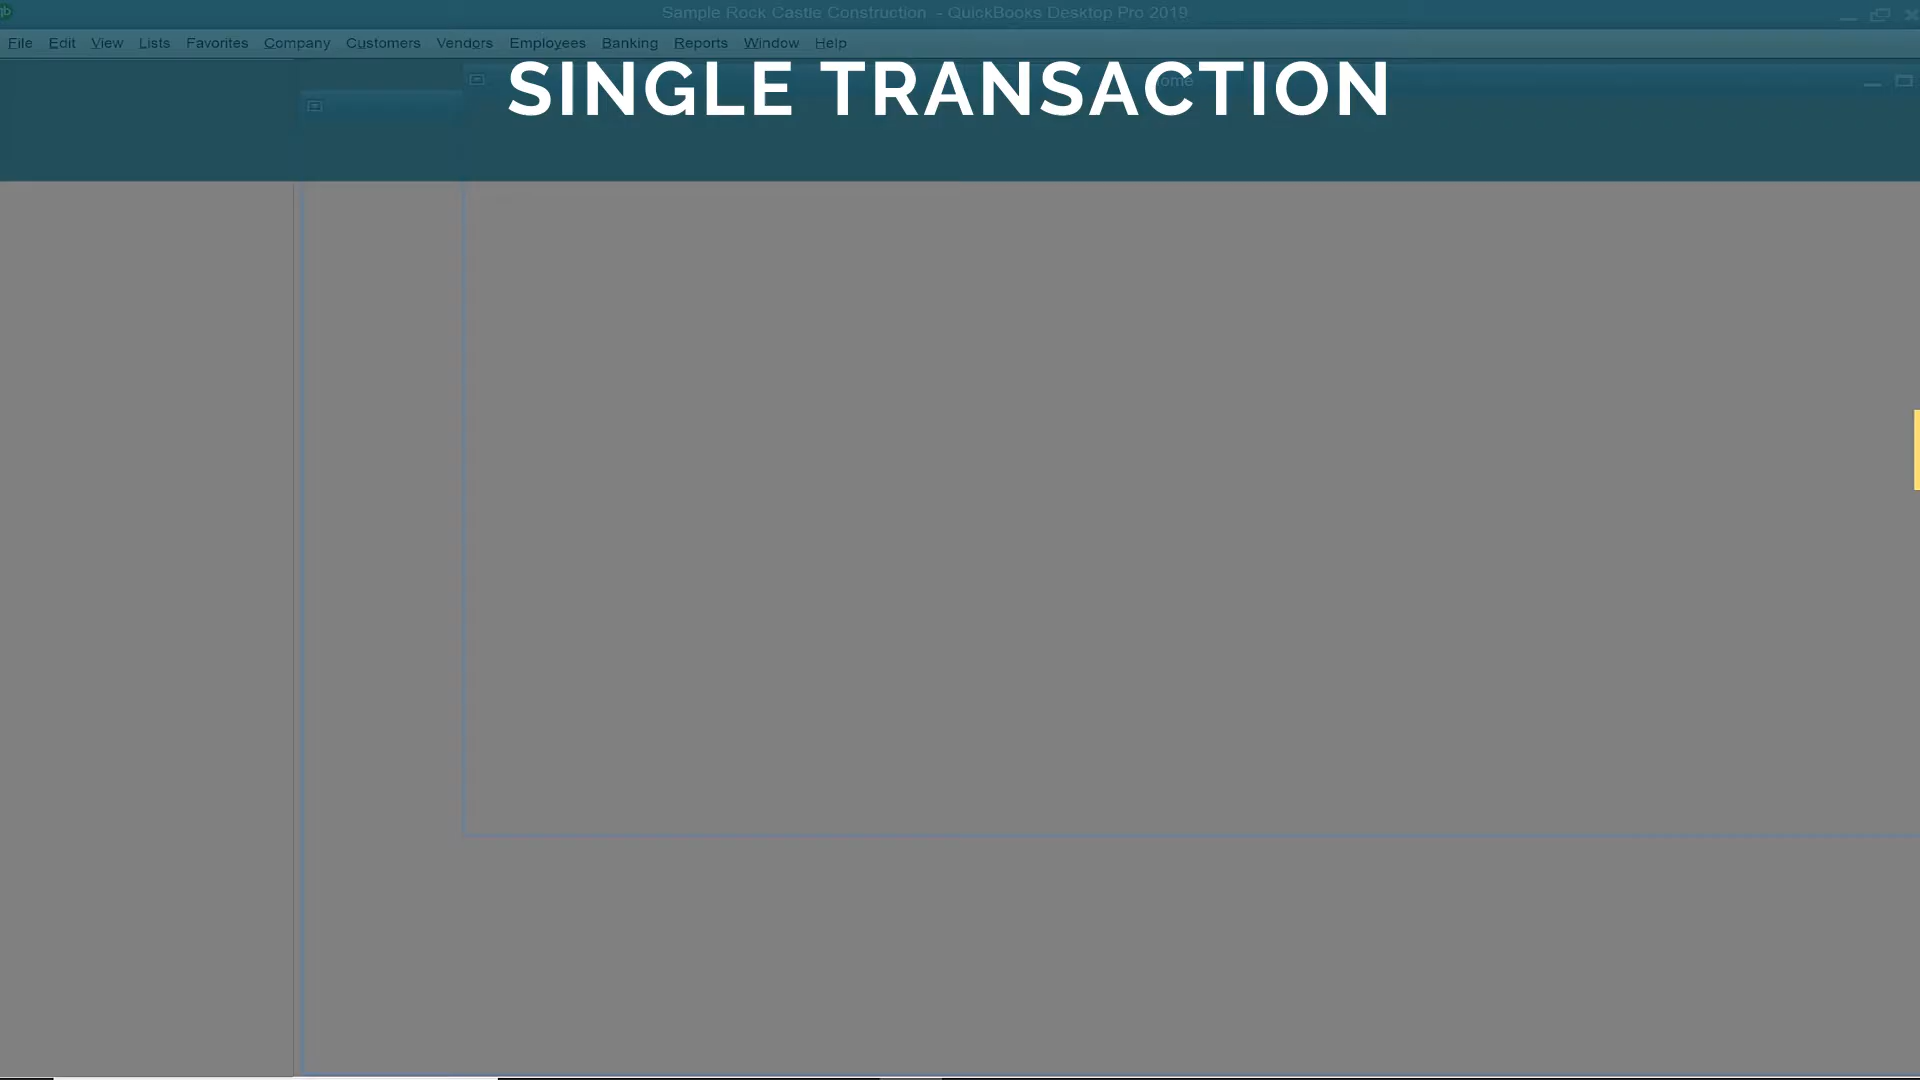 Sample Rock Castle Construction - QuickBooks Desktop Pro 2019
File Edit View Lists Favorites Company Customers Vendors Employees Banking Reports Window Help
SINGLE TRANSACTION